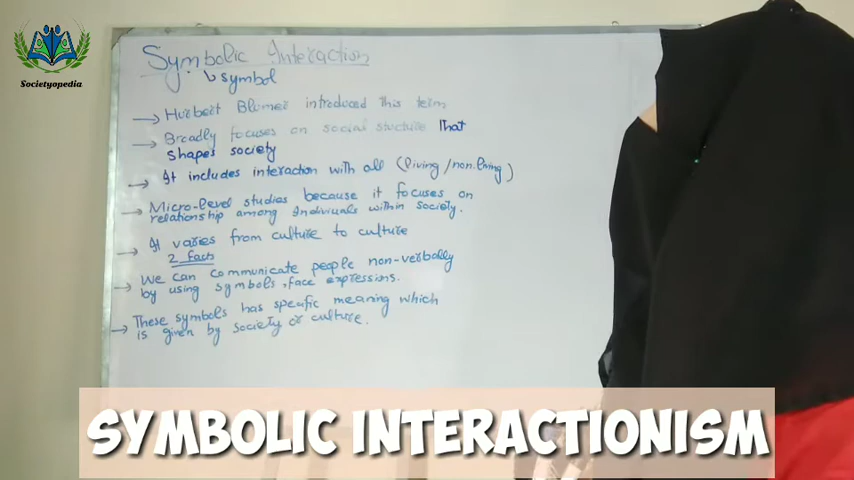 Symbolic Interaction
↳ symbol
→ Hurbert Blumer introduced this term
→ Broadly focuses on social structure That
shapes society
→ It includes interaction with all (living/non.living)
→ Micro-level studies because it focuses on
relationship among Indiviuals within Society.
→ It varies from culture to culture
2 facts
→ We can communicate people non-verbally
by using symbols, face expressions.
→ These symbols has specific meaning which
is given by society or culture.
Societyopedia
SYMBOLIC INTERACTIONISM